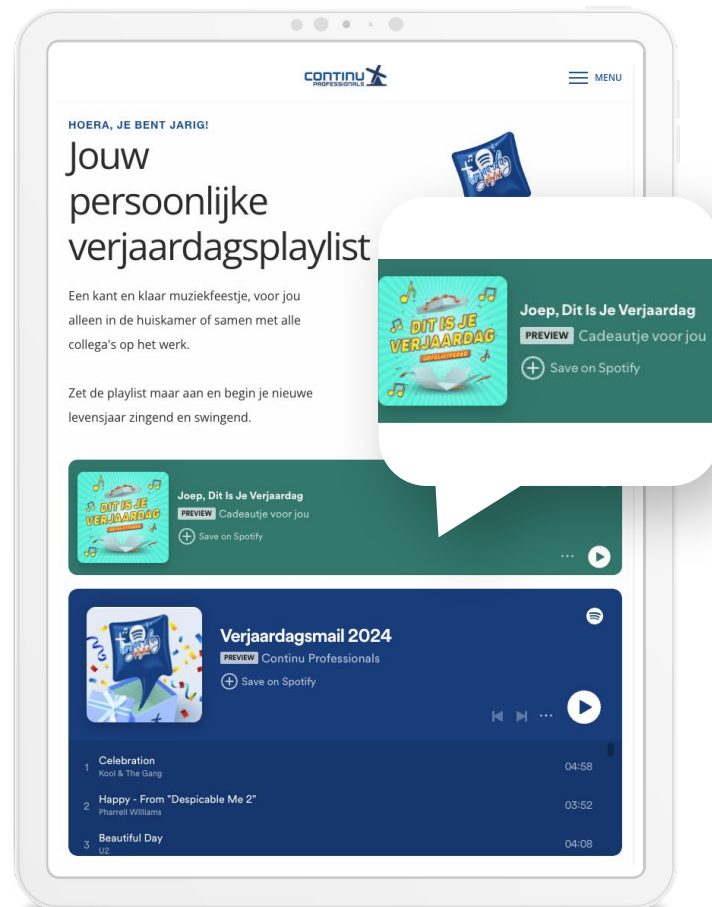 CONTINU
PROFESSIONALS
MENU
HOERA, JE BENT JARIG!
Jouw
persoonlijke
verjaardagsplaylist
Een kant en klaar muziekfeestje, voor jou
alleen in de huiskamer of samen met alle
collega's op het werk.
Zet de playlist maar aan en begin je nieuwe
levensjaar zingend en swingend.
DIT IS JE
VERJAARDAG
GEFELICITEERD
Joep, Dit Is Je Verjaardag
PREVIEW Cadeautje voor jou
Save on Spotify
DIT IS JE
VERJAARDAG
Joep, Dit Is Je Verjaardag
PREVIEW Cadeautje voor jou
Save on Spotify
Verjaardagsmail 2024
PREVIEW Continu Professionals
Save on Spotify
1 Celebration 04:58
Kool & The Gang
2 Happy - From "Despicable Me 2" 03:52
Pharrell Williams
3 Beautiful Day 04:08
U2